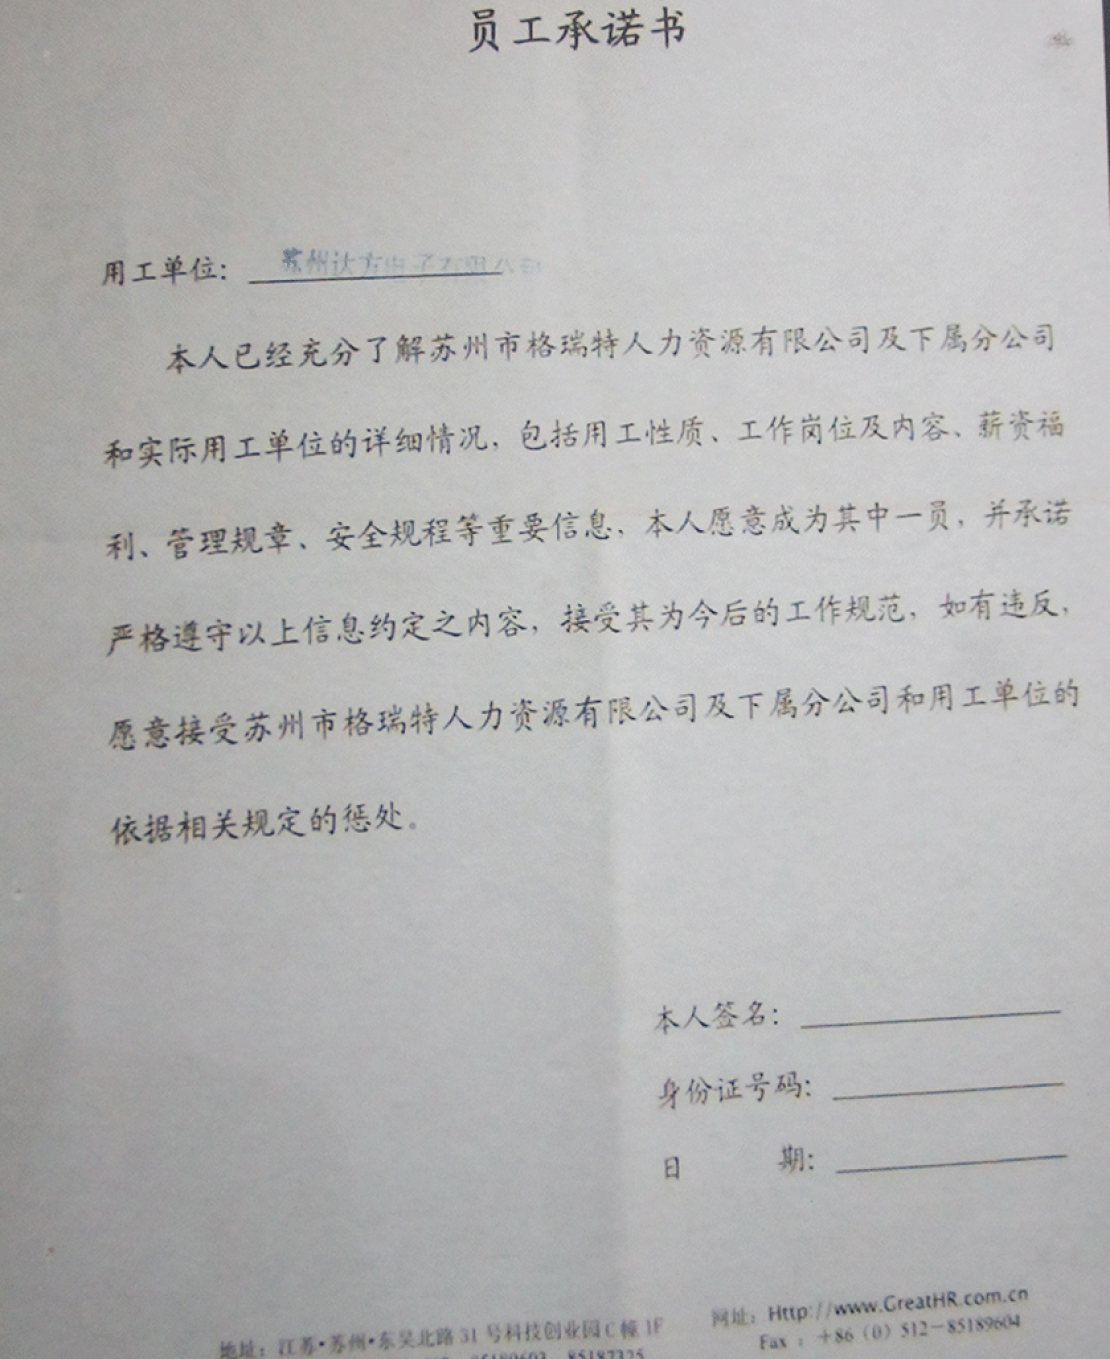 员工承诺书
用工单位： 苏州达方电子有限公司
本人已经充分了解苏州市格瑞特人力资源有限公司及下属分公司
和实际用工单位的详细情况，包括用工性质、工作岗位及内容、薪资福
利、管理规章、安全规程等重要信息，本人愿意成为其中一员，并承诺
严格遵守以上信息约定之内容，接受其为今后的工作规范，如有违反，
愿意接受苏州市格瑞特人力资源有限公司及下属分公司和用工单位的
依据相关规定的惩处。
本人签名：
身份证号码：
日 期：
地址：江苏·苏州·东吴北路31号科技创业园C幢1F
网址：Http://www.GreatHR.com.cn
85189603 85187325
Fax：+86（0）512-85189604